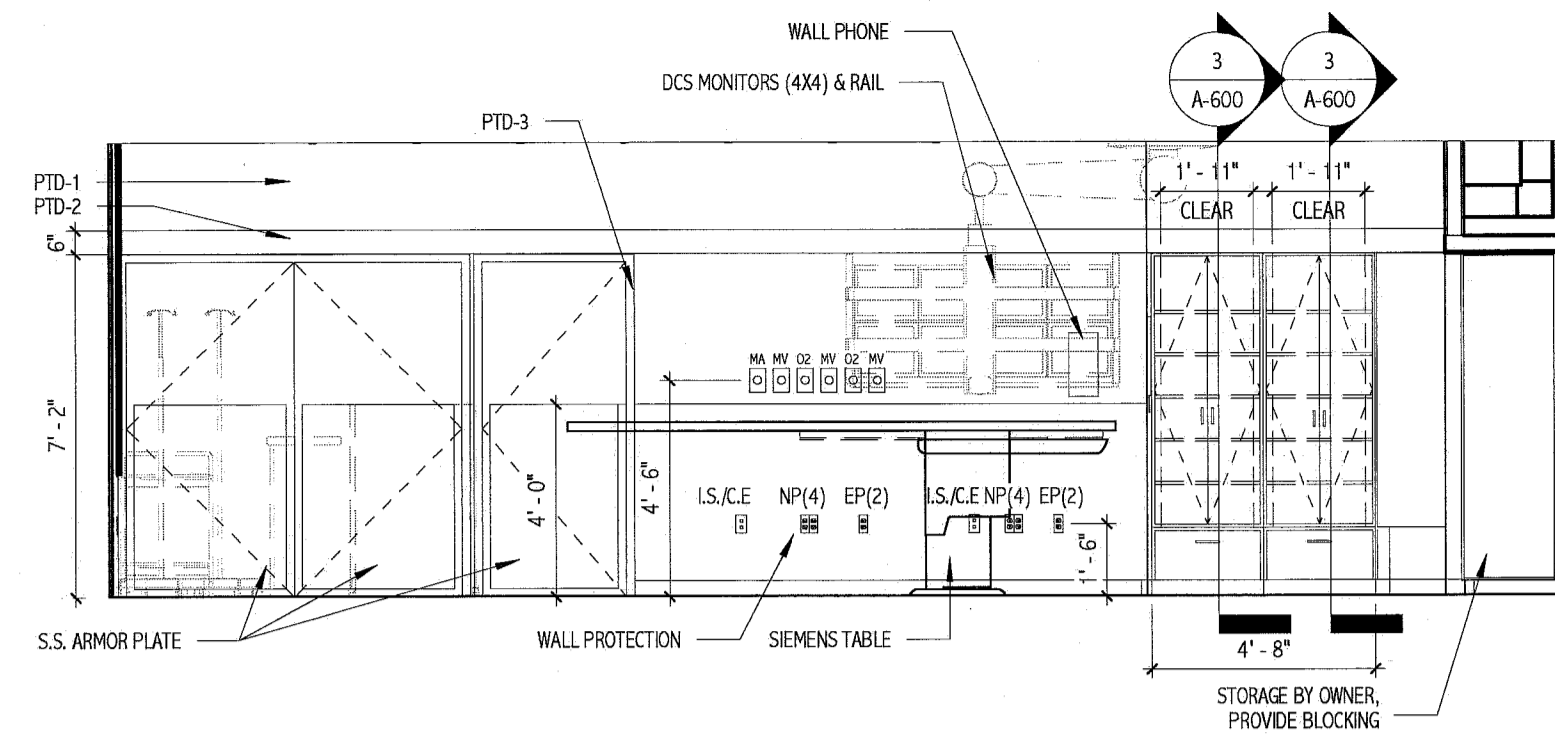 WALL PHONE
DCS MONITORS (4X4) & RAIL
PTD-3
3
A-600
3
A-600
PTD-1
PTD-2
1' - 11"
1' - 11"
CLEAR
CLEAR
6"
7' - 2"
MA MV O2 MV O2 MV
4' - 0"
4' - 6"
I.S./C.E NP(4) EP(2)
I.S./C.E NP(4) EP(2)
1' - 6"
S.S. ARMOR PLATE
WALL PROTECTION
SIEMENS TABLE
4' - 8"
STORAGE BY OWNER,
PROVIDE BLOCKING